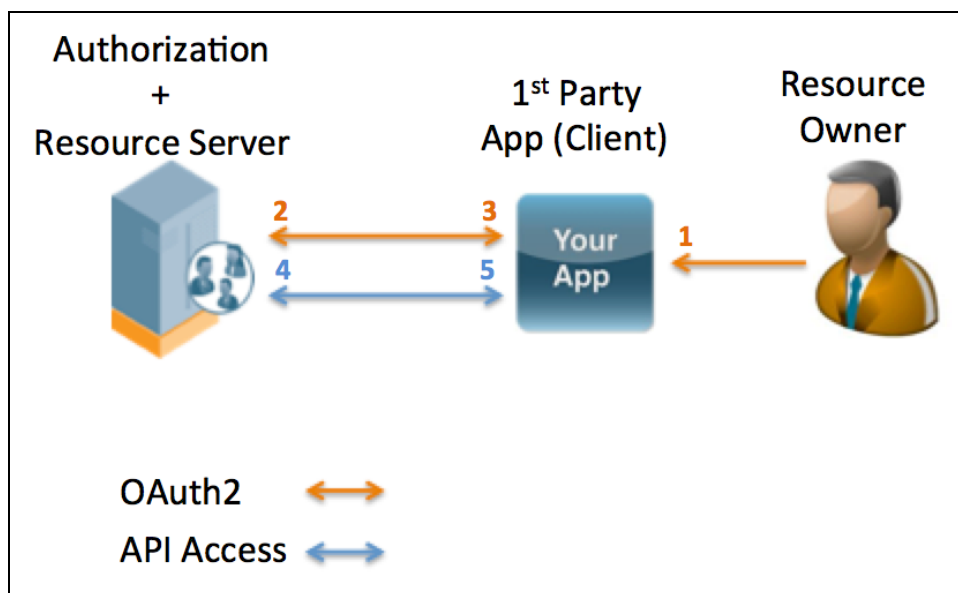 Authorization
+
Resource Server
1st Party
App (Client)
Resource
Owner
2
3
1
Your
App
4
5
OAuth2
API Access